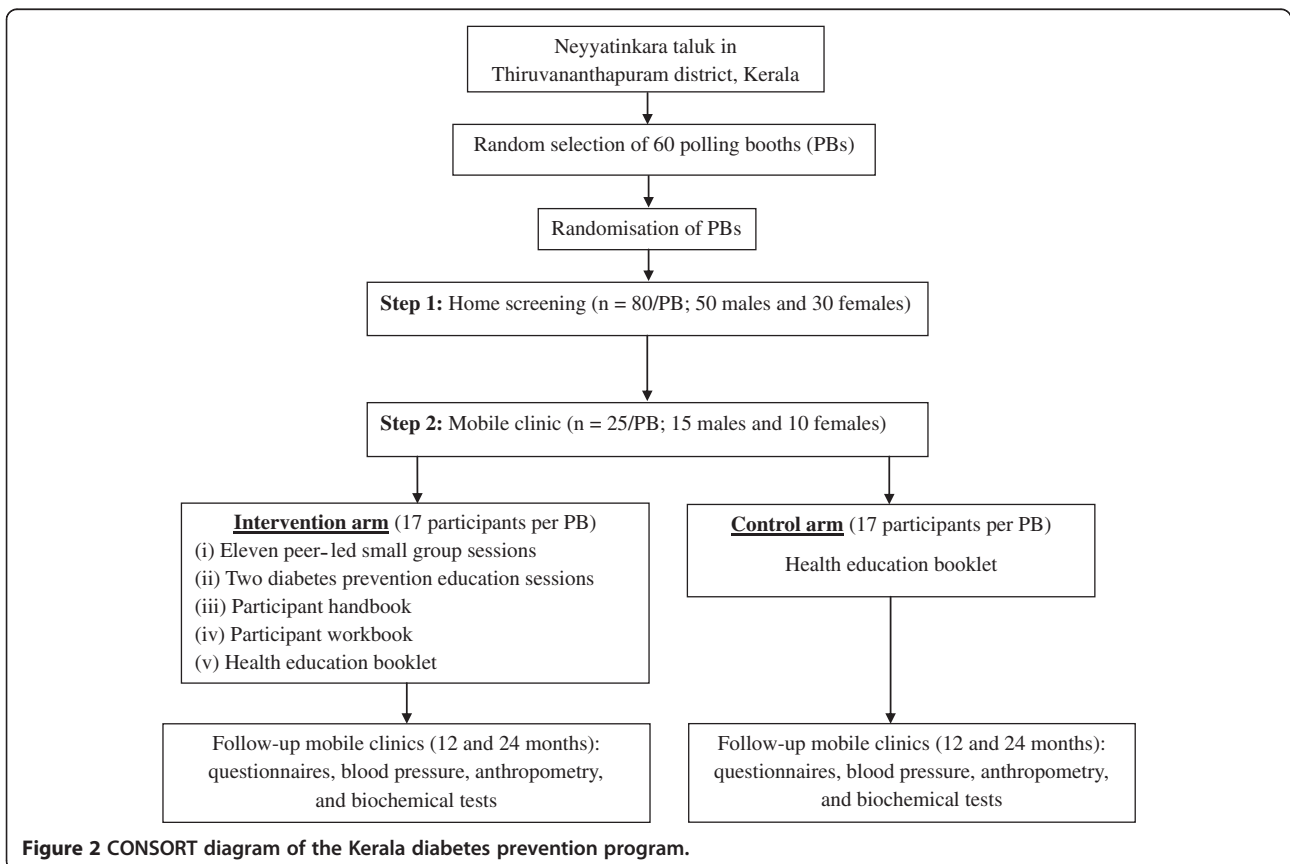 Neyyatinkara taluk in
Thiruvananthapuram district, Kerala
Random selection of 60 polling booths (PBs)
Randomisation of PBs
Step 1: Home screening (n = 80/PB; 50 males and 30 females)
Step 2: Mobile clinic (n = 25/PB; 15 males and 10 females)
Intervention arm (17 participants per PB)
(i) Eleven peer-led small group sessions
(ii) Two diabetes prevention education sessions
(iii) Participant handbook
(iv) Participant workbook
(v) Health education booklet
Control arm (17 participants per PB)
Health education booklet
Follow-up mobile clinics (12 and 24 months):
questionnaires, blood pressure, anthropometry,
and biochemical tests
Follow-up mobile clinics (12 and 24 months):
questionnaires, blood pressure, anthropometry,
and biochemical tests
Figure 2 CONSORT diagram of the Kerala diabetes prevention program.